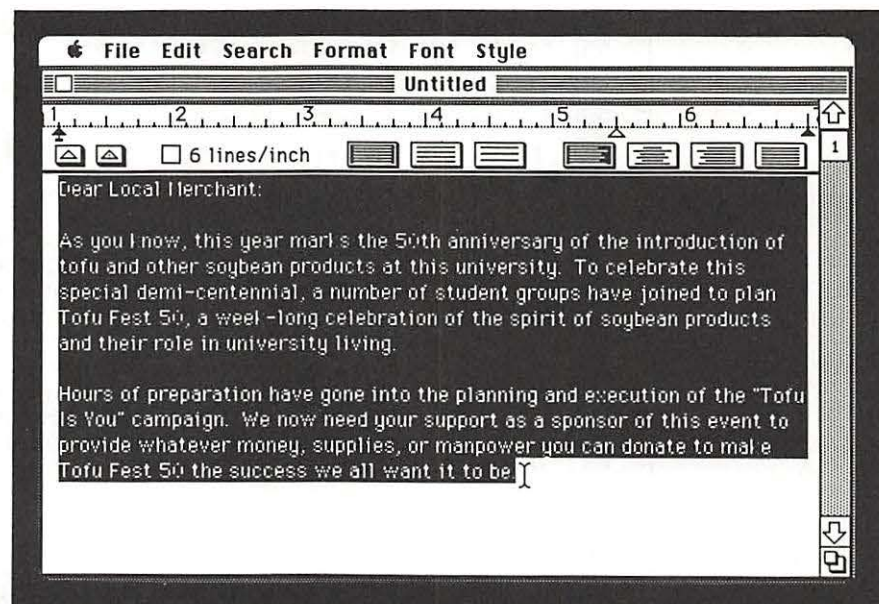 File Edit Search Format Font Style
Untitled
1 2 3 4 5 6 7
6 lines/inch
1
Dear Local Merchant:
As you know, this year marks the 50th anniversary of the introduction of
tofu and other soybean products at this university. To celebrate this
special demi-centennial, a number of student groups have joined to plan
Tofu Fest 50, a week-long celebration of the spirit of soybean products
and their role in university living.
Hours of preparation have gone into the planning and execution of the "Tofu
Is You" campaign. We now need your support as a sponsor of this event to
provide whatever money, supplies, or manpower you can donate to make
Tofu Fest 50 the success we all want it to be.